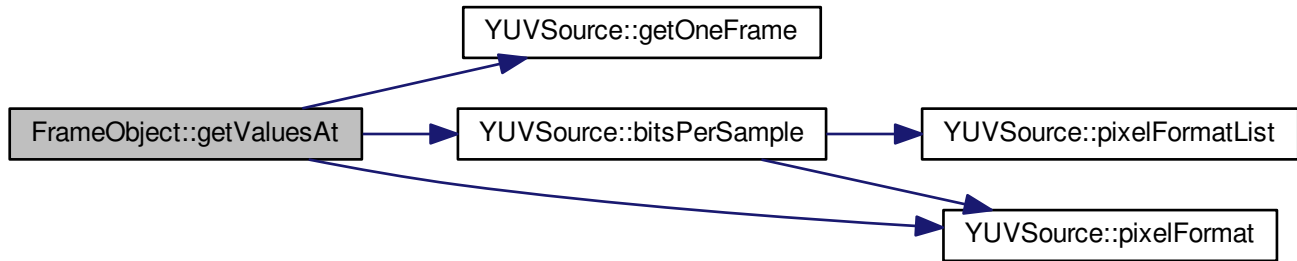 YUVSource::getOneFrame
FrameObject::getValuesAt
YUVSource::bitsPerSample
YUVSource::pixelFormatList
YUVSource::pixelFormat